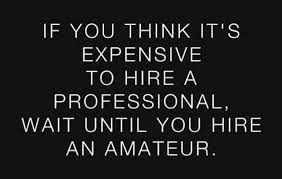 IF YOU THINK IT'S
EXPENSIVE
TO HIRE A
PROFESSIONAL,
WAIT UNTIL YOU HIRE
AN AMATEUR.